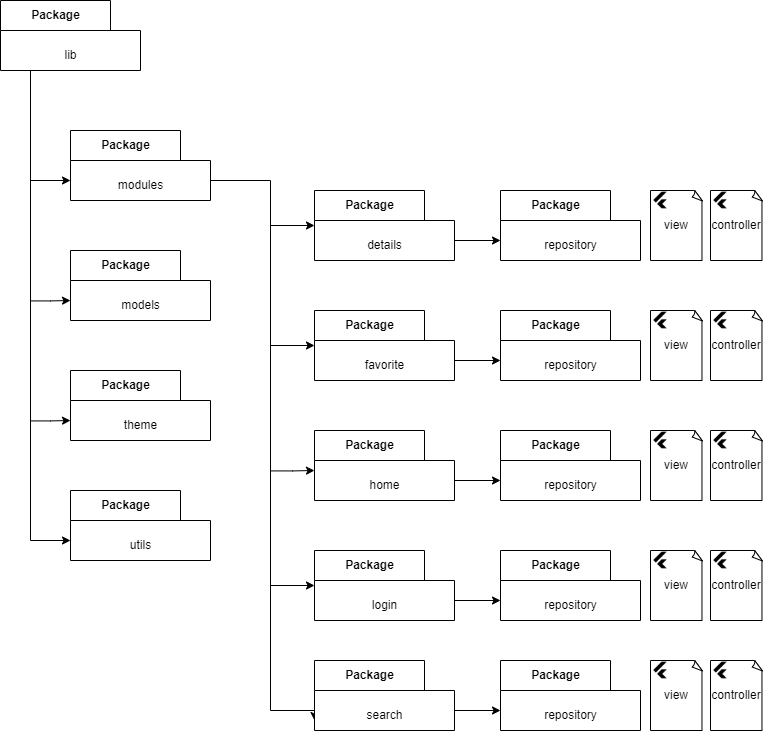 Package
lib
Package
modules
Package
models
Package
theme
Package
utils
Package
details
Package
repository
view
controller
Package
favorite
Package
repository
view
controller
Package
home
Package
repository
view
controller
Package
login
Package
repository
view
controller
Package
search
Package
repository
view
controller